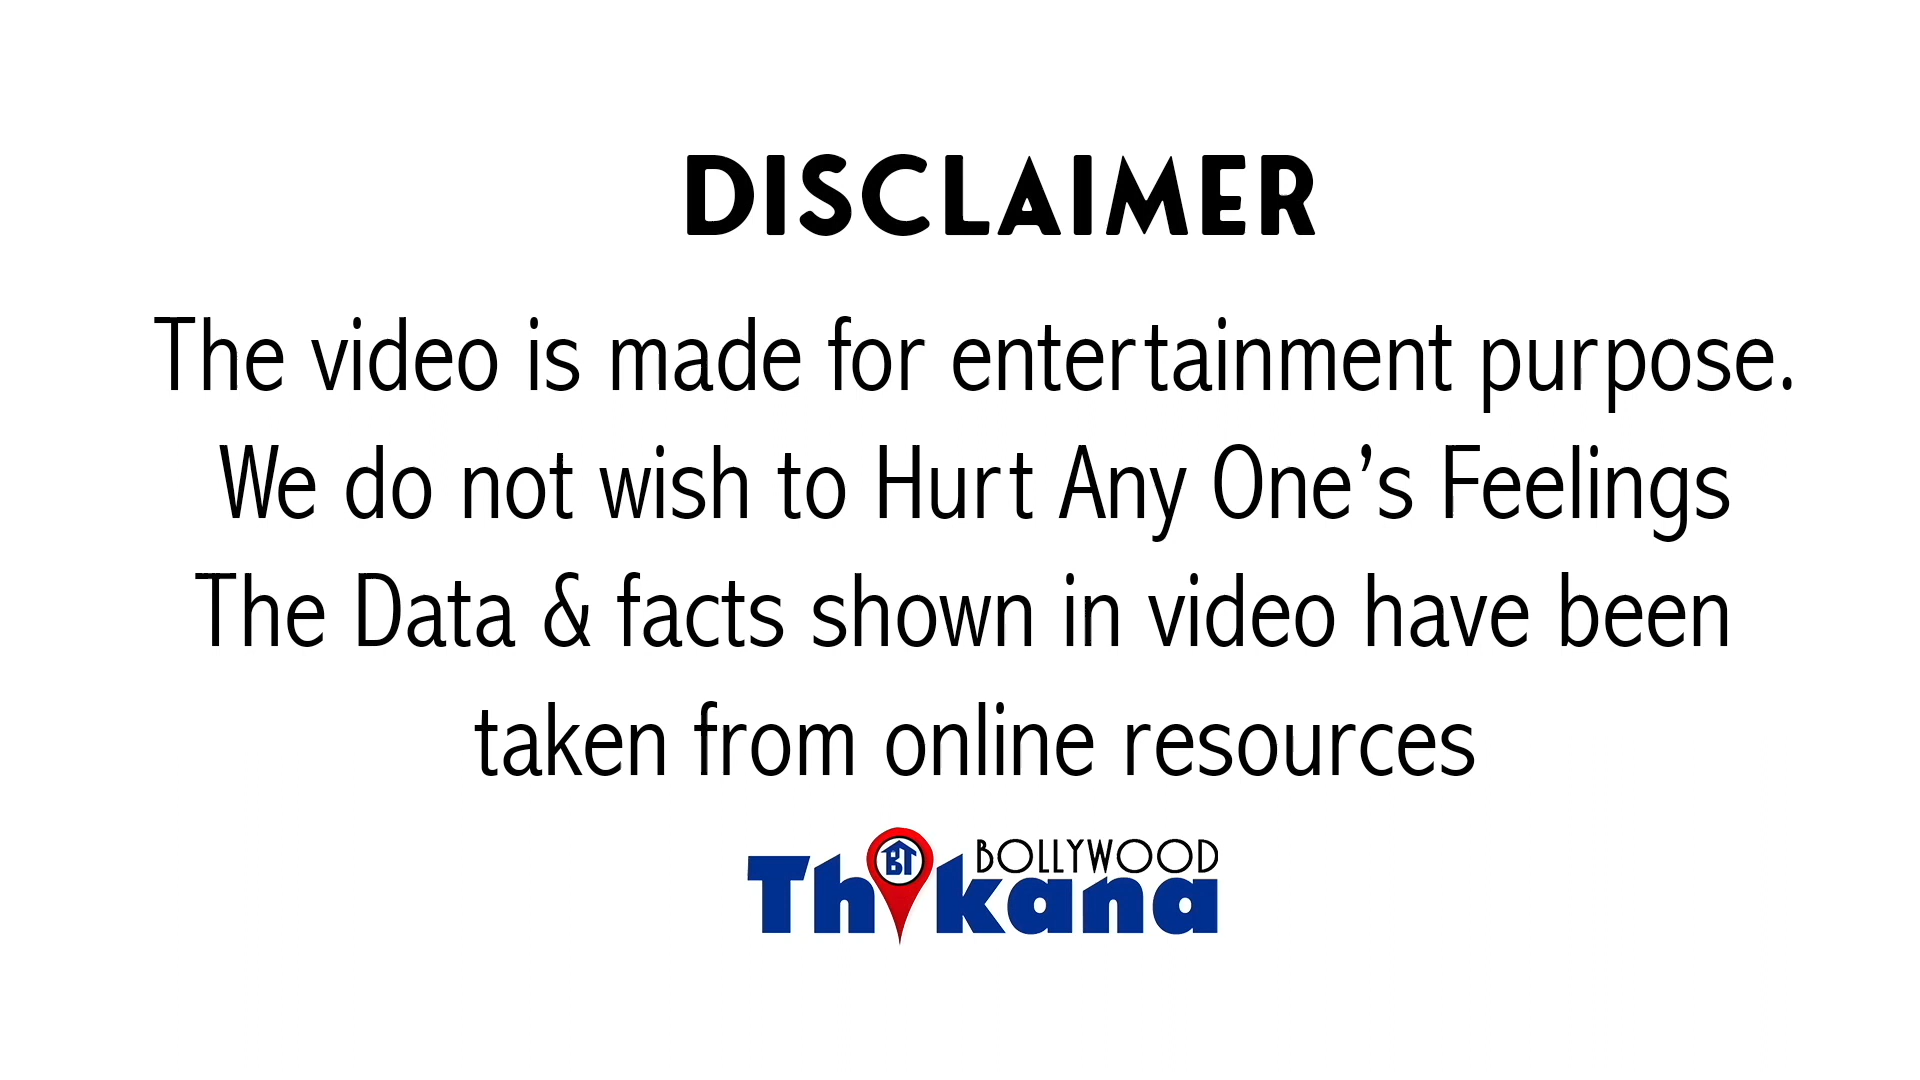 DISCLAIMER
The video is made for entertainment purpose.
We do not wish to Hurt Any One’s Feelings
The Data & facts shown in video have been
taken from online resources
BT
BOLLYWOOD
Thikana